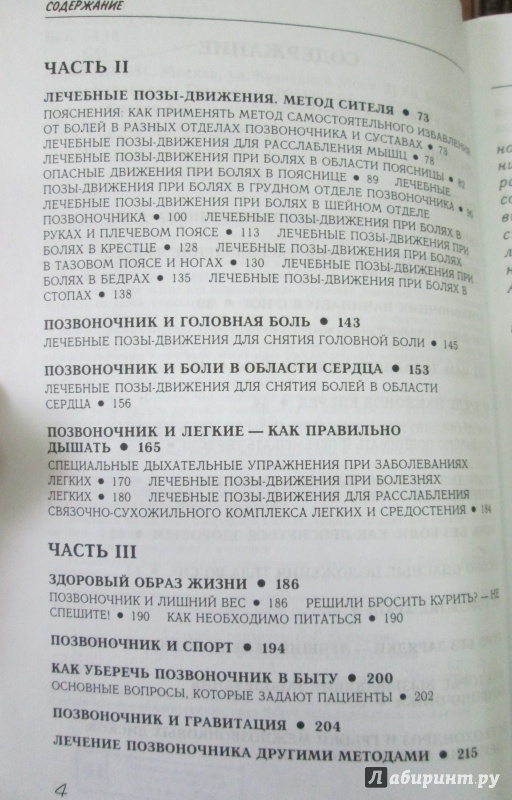 СОДЕРЖАНИЕ
ЧАСТЬ II
ЛЕЧЕБНЫЕ ПОЗЫ-ДВИЖЕНИЯ. МЕТОД СИТЕЛЯ ● 73
ПОЯСНЕНИЯ: КАК ПРИМЕНЯТЬ МЕТОД САМОСТОЯТЕЛЬНОГО ИЗБАВЛЕНИЯ
ОТ БОЛЕЙ В РАЗНЫХ ОТДЕЛАХ ПОЗВОНОЧНИКА И СУСТАВАХ ● 73
ЛЕЧЕБНЫЕ ПОЗЫ-ДВИЖЕНИЯ ДЛЯ РАССЛАБЛЕНИЯ МЫШЦ ● 78
ЛЕЧЕБНЫЕ ПОЗЫ-ДВИЖЕНИЯ ПРИ БОЛЯХ В ОБЛАСТИ ПОЯСНИЦЫ ● 82
ОПАСНЫЕ ДВИЖЕНИЯ ПРИ БОЛЯХ В ПОЯСНИЦЕ ● 89 ЛЕЧЕБНЫЕ
ПОЗЫ-ДВИЖЕНИЯ ПРИ БОЛЯХ В ГРУДНОМ ОТДЕЛЕ ПОЗВОНОЧНИКА ●
ЛЕЧЕБНЫЕ ПОЗЫ-ДВИЖЕНИЯ ПРИ БОЛЯХ В ШЕЙНОМ ОТДЕЛЕ
ПОЗВОНОЧНИКА ● 100 ЛЕЧЕБНЫЕ ПОЗЫ-ДВИЖЕНИЯ ПРИ БОЛЯХ В
РУКАХ И ПЛЕЧЕВОМ ПОЯСЕ ● 113 ЛЕЧЕБНЫЕ ПОЗЫ-ДВИЖЕНИЯ ПРИ
БОЛЯХ В КРЕСТЦЕ ● 128 ЛЕЧЕБНЫЕ ПОЗЫ-ДВИЖЕНИЯ ПРИ БОЛЯХ
В ТАЗОВОМ ПОЯСЕ И НОГАХ ● 130 ЛЕЧЕБНЫЕ ПОЗЫ-ДВИЖЕНИЯ ПРИ
БОЛЯХ В БЕДРАХ ● 135 ЛЕЧЕБНЫЕ ПОЗЫ-ДВИЖЕНИЯ ПРИ БОЛЯХ В
СТОПАХ ● 138
ПОЗВОНОЧНИК И ГОЛОВНАЯ БОЛЬ ● 143
ЛЕЧЕБНЫЕ ПОЗЫ-ДВИЖЕНИЯ ДЛЯ СНЯТИЯ ГОЛОВНОЙ БОЛИ ● 145
ПОЗВОНОЧНИК И БОЛИ В ОБЛАСТИ СЕРДЦА ● 153
ЛЕЧЕБНЫЕ ПОЗЫ-ДВИЖЕНИЯ ДЛЯ СНЯТИЯ БОЛЕЙ В ОБЛАСТИ
СЕРДЦА ● 156
ПОЗВОНОЧНИК И ЛЕГКИЕ — КАК ПРАВИЛЬНО
ДЫШАТЬ ● 165
СПЕЦИАЛЬНЫЕ ДЫХАТЕЛЬНЫЕ УПРАЖНЕНИЯ ПРИ ЗАБОЛЕВАНИЯХ
ЛЕГКИХ ● 170 ЛЕЧЕБНЫЕ ПОЗЫ-ДВИЖЕНИЯ ПРИ БОЛЕЗНЯХ
ЛЕГКИХ ● 180 ЛЕЧЕБНЫЕ ПОЗЫ-ДВИЖЕНИЯ ДЛЯ РАССЛАБЛЕНИЯ
СВЯЗОЧНО-СУХОЖИЛЬНОГО КОМПЛЕКСА ЛЕГКИХ И СРЕДОСТЕНИЯ ● 184
ЧАСТЬ III
ЗДОРОВЫЙ ОБРАЗ ЖИЗНИ ● 186
ПОЗВОНОЧНИК И ЛИШНИЙ ВЕС ● 186 РЕШИЛИ БРОСИТЬ КУРИТЬ? — НЕ
СПЕШИТЕ! ● 190 КАК НЕОБХОДИМО ПИТАТЬСЯ ● 190
ПОЗВОНОЧНИК И СПОРТ ● 194
КАК УБЕРЕЧЬ ПОЗВОНОЧНИК В БЫТУ ● 200
ОСНОВНЫЕ ВОПРОСЫ, КОТОРЫЕ ЗАДАЮТ ПАЦИЕНТЫ ● 202
ПОЗВОНОЧНИК И ГРАВИТАЦИЯ ● 204
ЛЕЧЕНИЕ ПОЗВОНОЧНИКА ДРУГИМИ МЕТОДАМИ ● 215
4
Лабиринт.ру